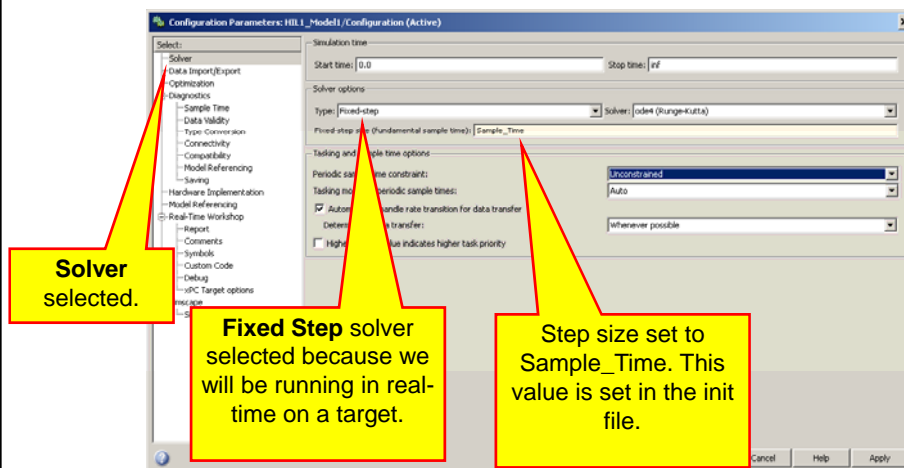 Configuration Parameters: HIL1_Model1/Configuration (Active)
Select:
Solver
Data Import/Export
Optimization
Diagnostics
Sample Time
Data Validity
Type Conversion
Connectivity
Compatibility
Model Referencing
Saving
Hardware Implementation
Model Referencing
Real-Time Workshop
Report
Comments
Symbols
Custom Code
Debug
xPC Target options
Simulation time
Start time: 0.0 Stop time: inf
Solver options
Type: Fixed-step Solver: ode4 (Runge-Kutta)
Fixed-step size (fundamental sample time): Sample_Time
Tasking and sample time options
Periodic sample time constraint: Unconstrained
Tasking mode periodic sample times: Auto
handle rate transition for data transfer
data transfer: Whenever possible
indicates higher task priority
Solver
selected.
Fixed Step solver
selected because we
will be running in real-
time on a target.
Step size set to
Sample_Time. This
value is set in the init
file.
Cancel Help Apply